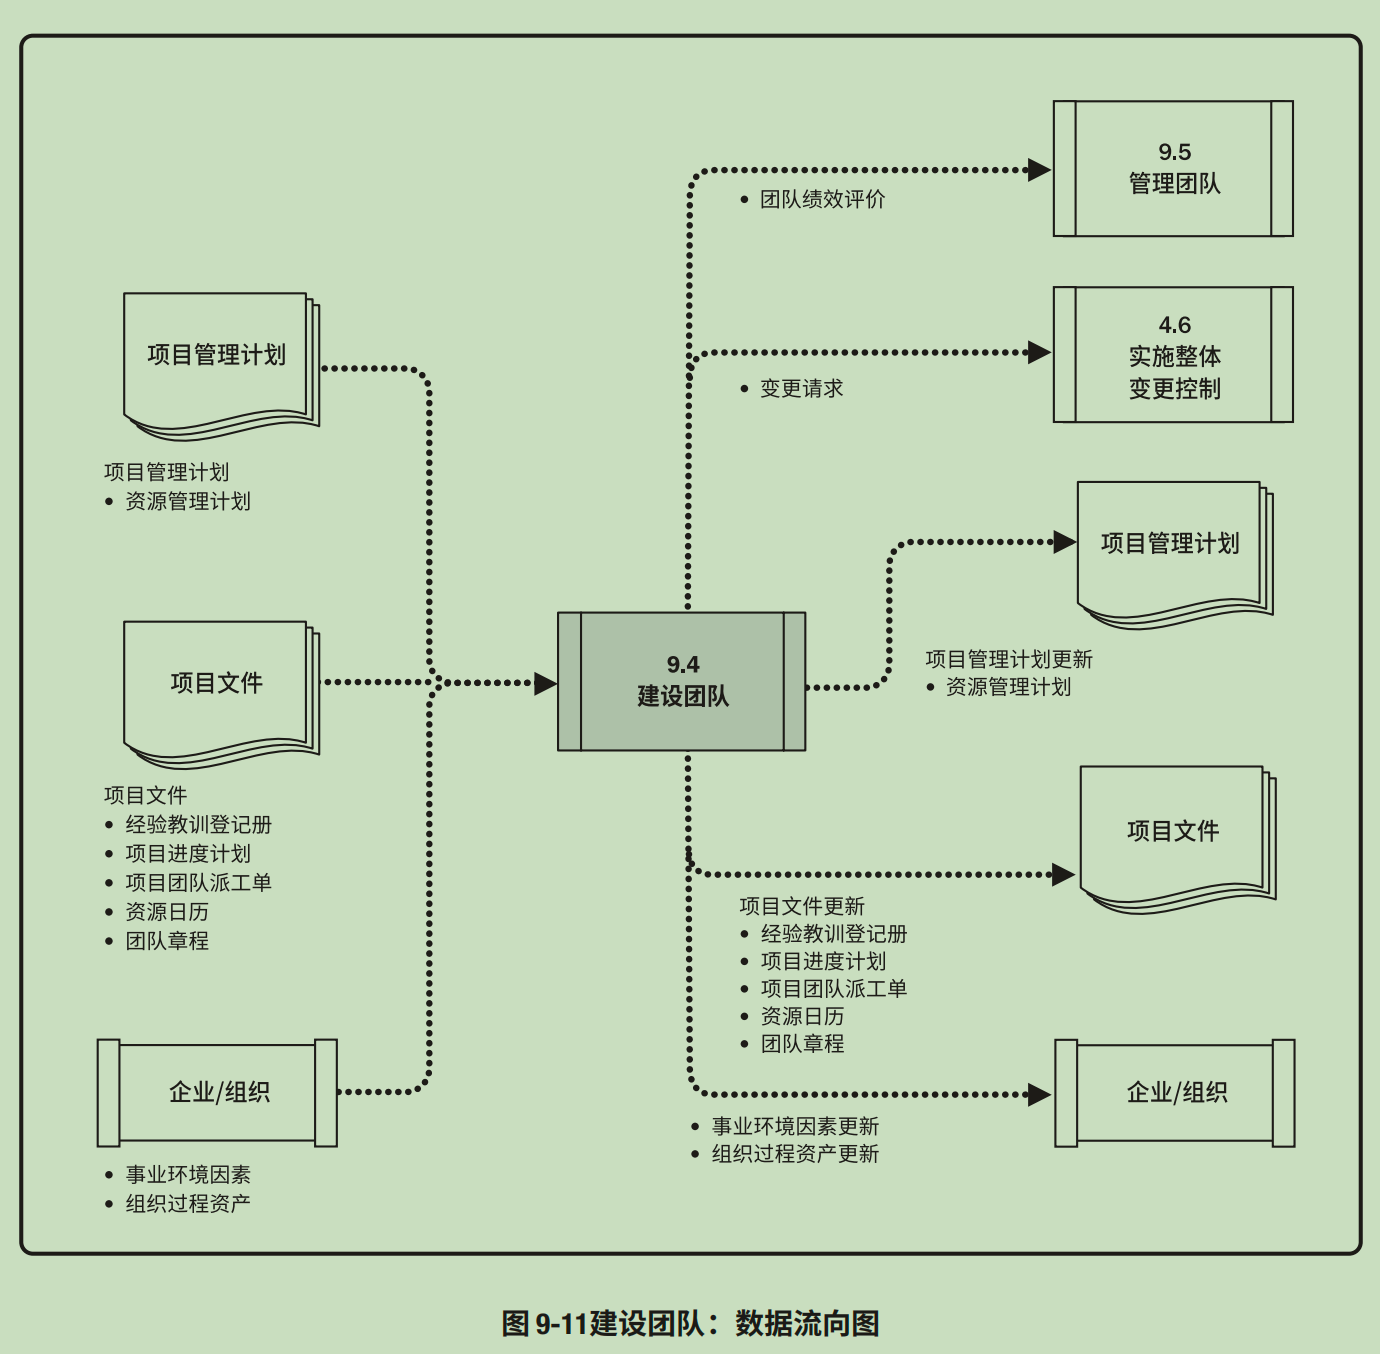 项目管理计划
项目管理计划
• 资源管理计划
项目文件
项目文件
• 经验教训登记册
• 项目进度计划
• 项目团队派工单
• 资源日历
• 团队章程
企业/组织
• 事业环境因素
• 组织过程资产
9.4
建设团队
9.5
管理团队
• 团队绩效评价
4.6
实施整体
变更控制
• 变更请求
项目管理计划
项目管理计划更新
• 资源管理计划
项目文件
项目文件更新
• 经验教训登记册
• 项目进度计划
• 项目团队派工单
• 资源日历
• 团队章程
企业/组织
• 事业环境因素更新
• 组织过程资产更新
图 9-11建设团队：数据流向图